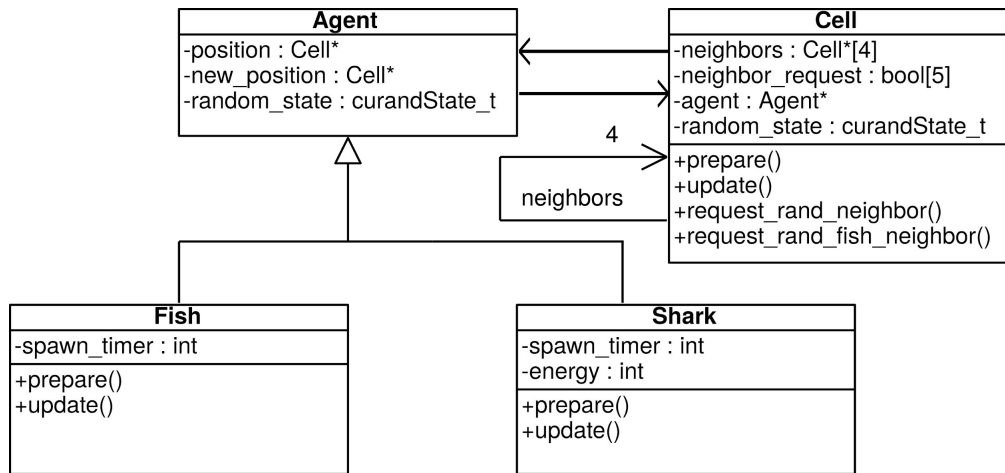 Agent
-position : Cell*
-new_position : Cell*
-random_state : curandState_t
Cell
-neighbors : Cell*[4]
-neighbor_request : bool[5]
-agent : Agent*
-random_state : curandState_t
+prepare()
+update()
+request_rand_neighbor()
+request_rand_fish_neighbor()
4
neighbors
Fish
-spawn_timer : int
+prepare()
+update()
Shark
-spawn_timer : int
-energy : int
+prepare()
+update()